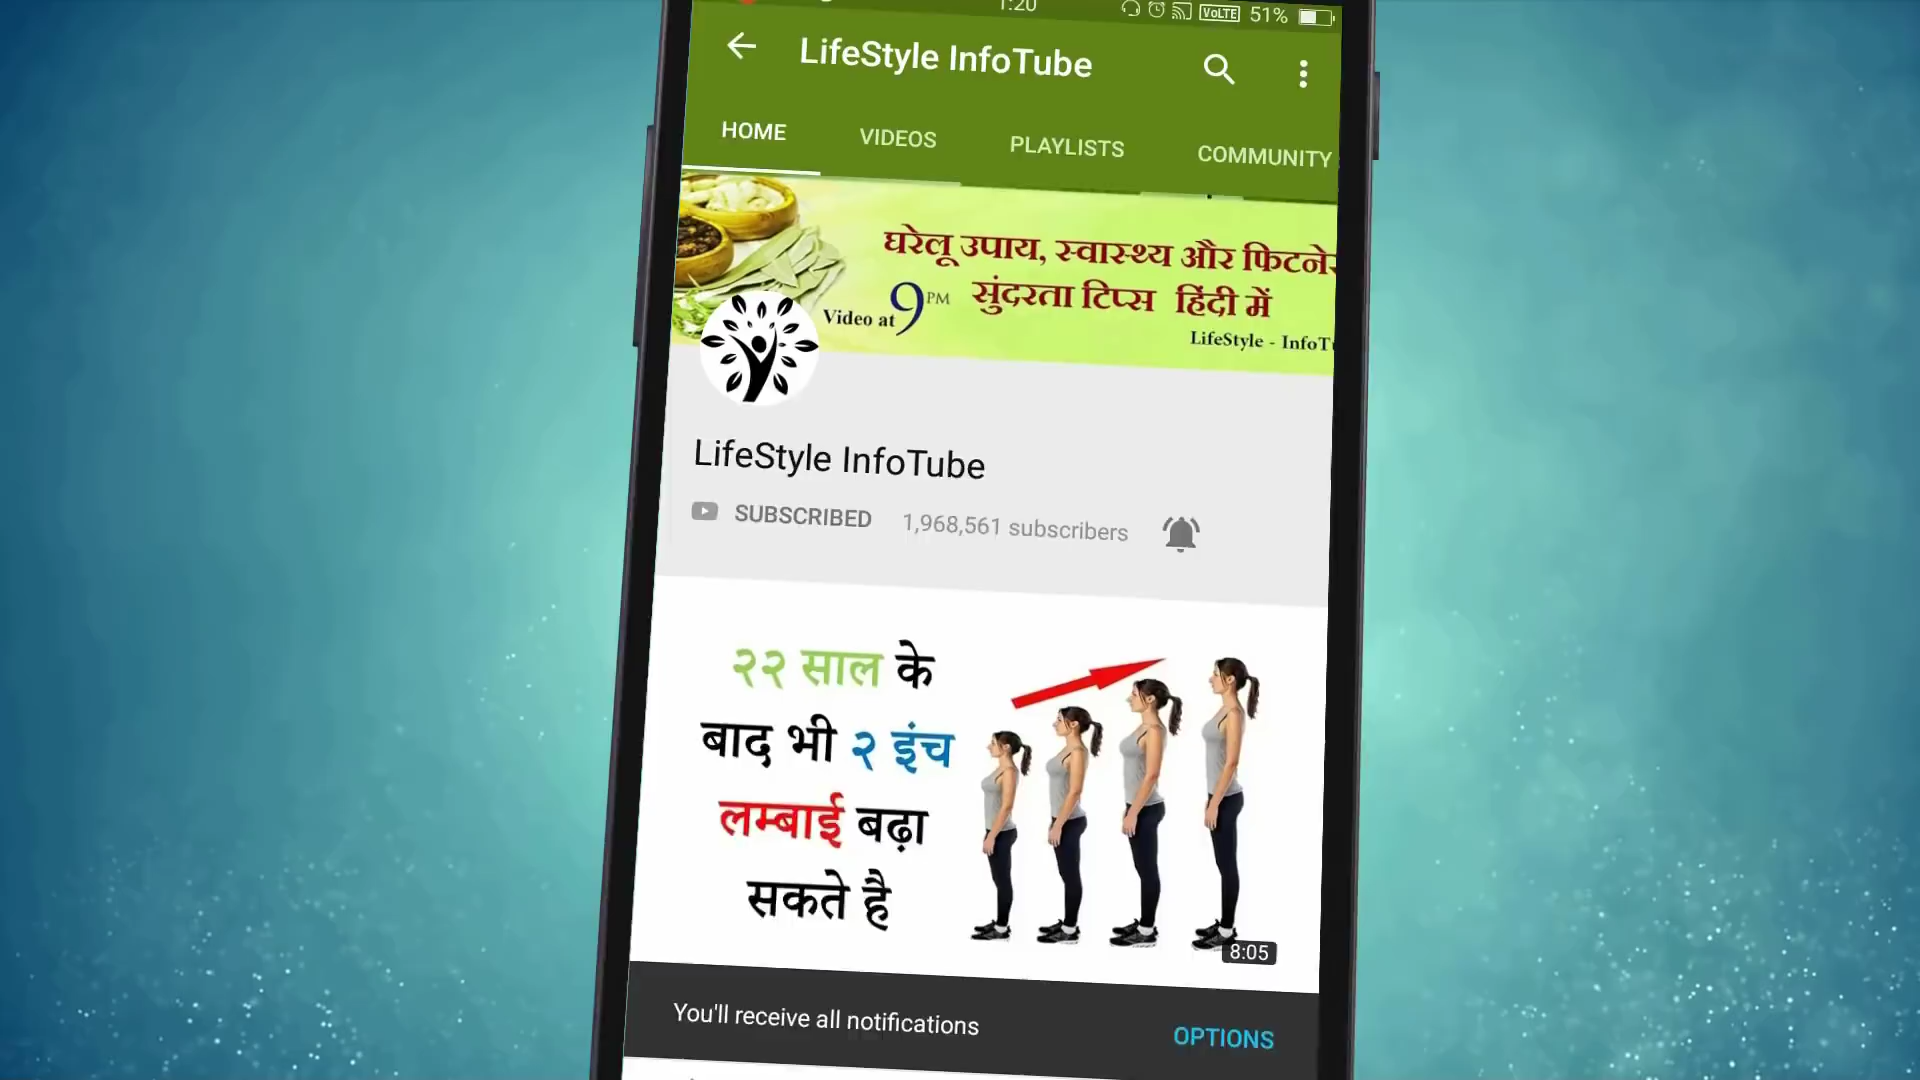 1:20 VoLTE 51%
LifeStyle InfoTube
HOME VIDEOS PLAYLISTS COMMUNITY
घरेलू उपाय, स्वास्थ्य और
सुंदरता टिप्स हिंदी में
Video at 9 PM
LifeStyle -
LifeStyle InfoTube
SUBSCRIBED 1,968,561 subscribers
२२ साल के
बाद भी २ इंच
लम्बाई बढ़ा
सकते है
8:05
You'll receive all notifications OPTIONS